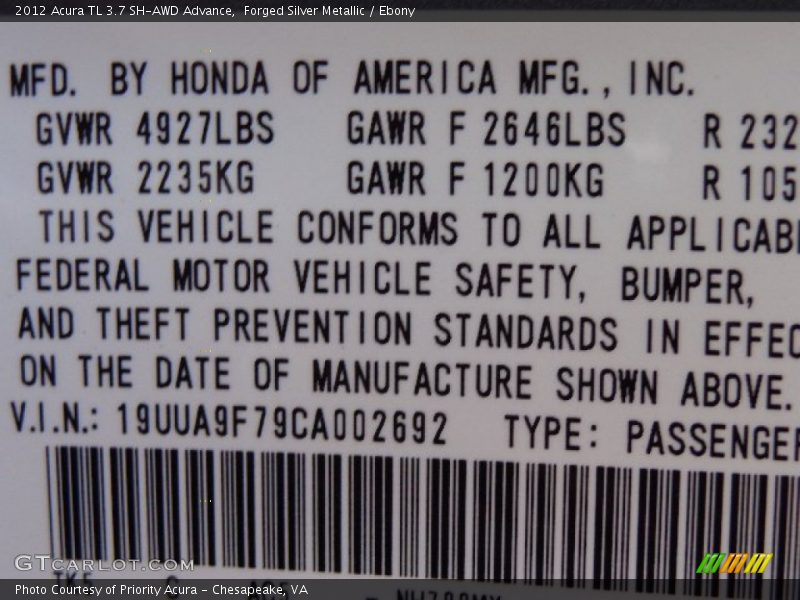 2012 Acura TL 3.7 SH-AWD Advance,  Forged Silver Metallic / Ebony
MFD. BY HONDA OF AMERICA MFG., INC.
GVWR 4927LBS GAWR F 2646LBS R 232
GVWR 2235KG GAWR F 1200KG R 105
THIS VEHICLE CONFORMS TO ALL APPLICAB
FEDERAL MOTOR VEHICLE SAFETY, BUMPER,
AND THEFT PREVENTION STANDARDS IN EFFEC
ON THE DATE OF MANUFACTURE SHOWN ABOVE.
V.I.N.: 19UUA9F79CA002692 TYPE: PASSENGER
GTCARLOT.COM
Photo Courtesy of Priority Acura - Chesapeake, VA